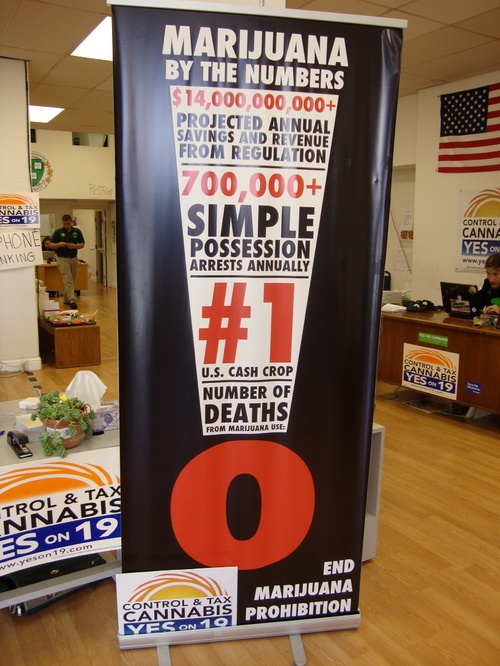 MARIJUANA
BY THE NUMBERS
$14,000,000,000+
PROJECTED ANNUAL
SAVINGS AND REVENUE
FROM REGULATION
700,000+
SIMPLE
POSSESSION
ARRESTS ANNUALLY
#1
U.S. CASH CROP
NUMBER OF
DEATHS
FROM MARIJUANA USE:
0
END
MARIJUANA
PROHIBITION
CONTROL & TAX
CANNABIS
YES ON 19
CONTROL & TAX
CANNABIS
YES ON 19
www.yeson19.com
YES ON 19
PHONE
CONTROL &
CANNA
YES O
CONTROL & TAX
CANNABIS
YES ON 19